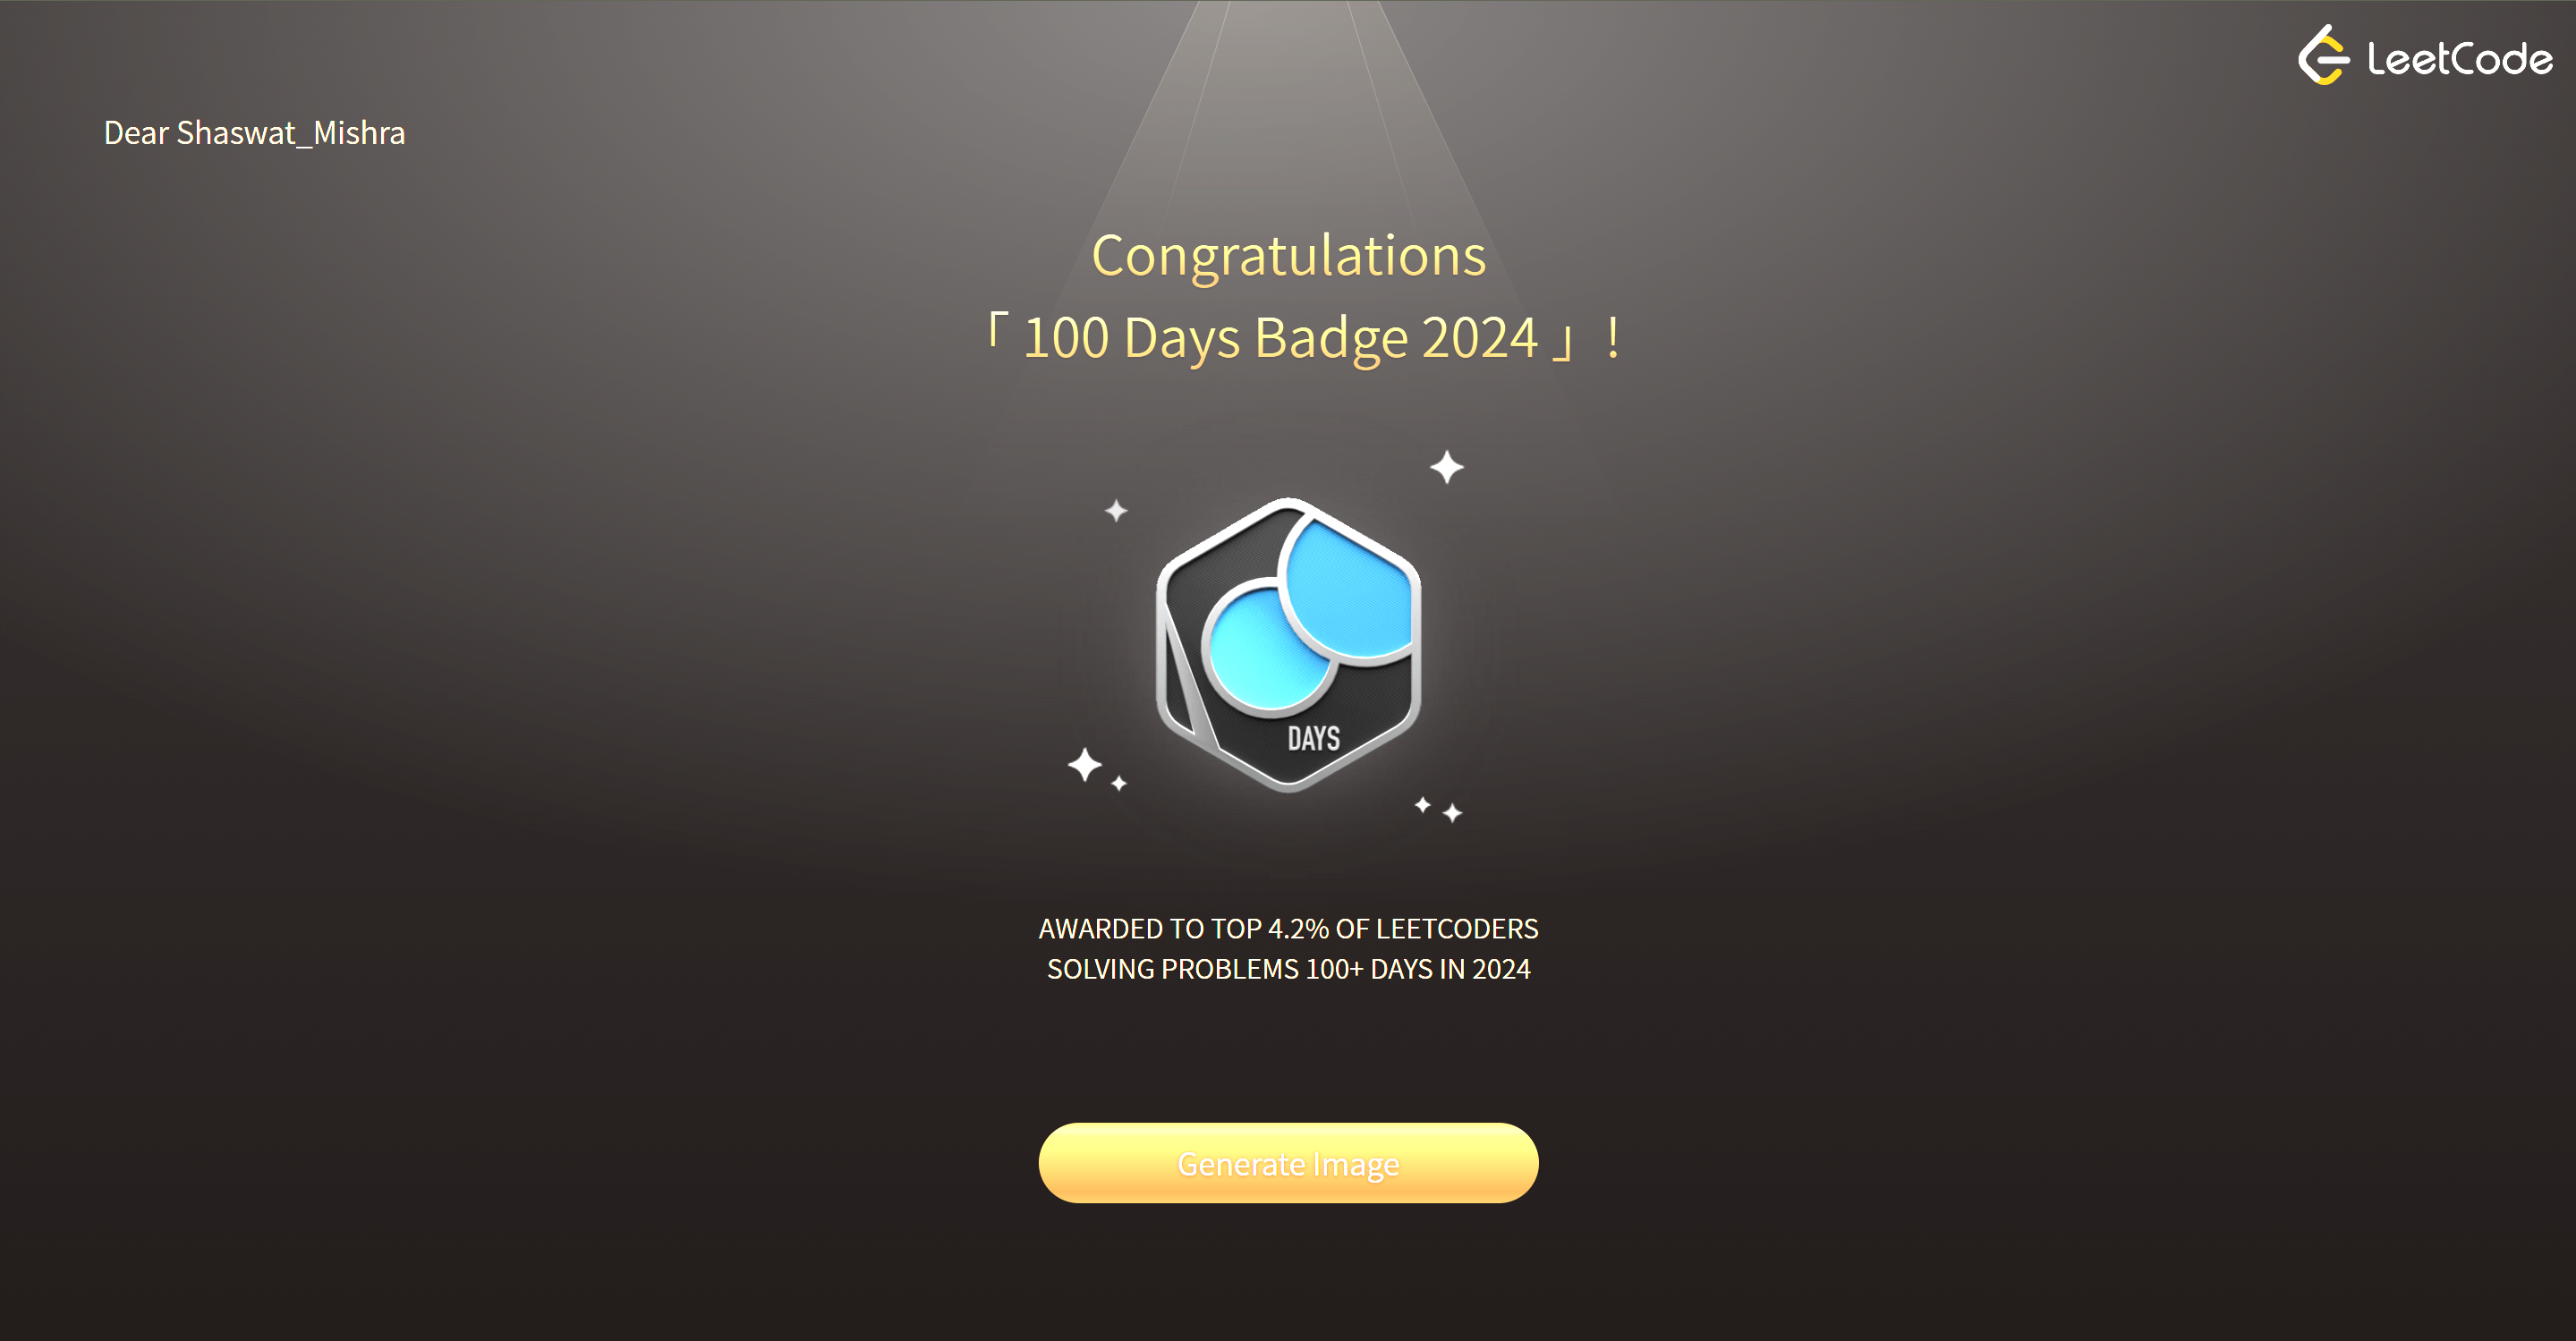 LeetCode
Dear Shaswat_Mishra
Congratulations
「 100 Days Badge 2024 」!
DAYS
AWARDED TO TOP 4.2% OF LEETCODERS
SOLVING PROBLEMS 100+ DAYS IN 2024
Generate Image